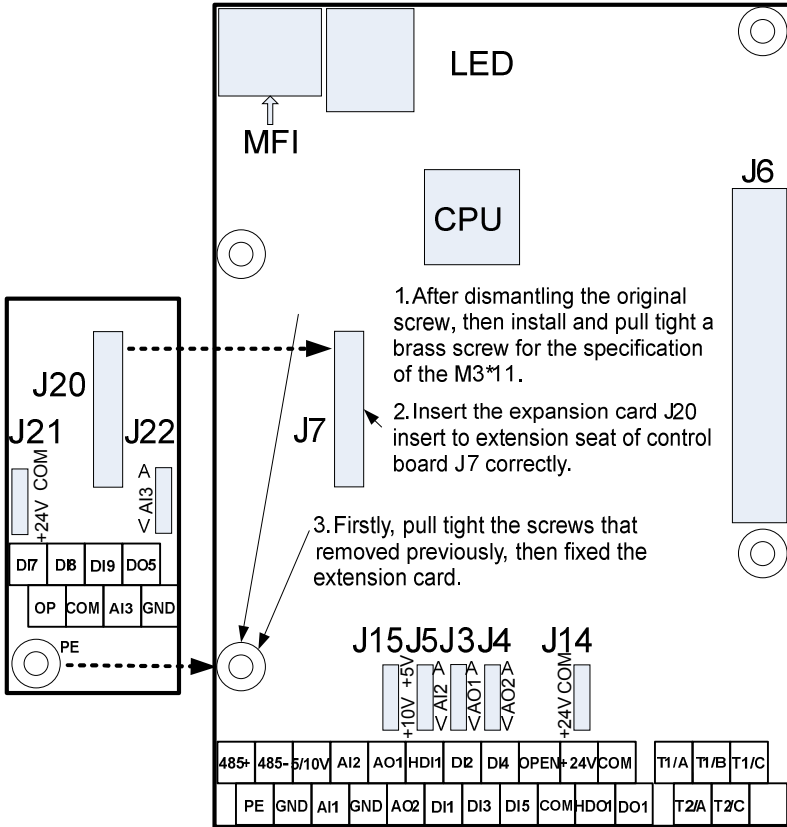 LED
MFI
J6
CPU
1.After dismantling the original
screw, then install and pull tight a
brass screw for the specification
of the M3*11.
J20
J7
2.Insert the expansion card J20
insert to extension seat of control
board J7 correctly.
J21
J22
+24V COM
< AI3 A
3.Firstly, pull tight the screws that
removed previously, then fixed the
extension card.
DI7 DI8 DI9 DO5
OP COM AI3 GND
PE
J15 J5 J3 J4 J14
+10V +5V
< AI2 A
< AO1 A
< AO2 A
+24V COM
485+ 485- 5/10V AI2 AO1 HDI1 DI2 DI4 OPEN +24V COM T1/A T1/B T1/C
PE GND AI1 GND AO2 DI1 DI3 DI5 COM HDO1 DO1 T2/A T2/C